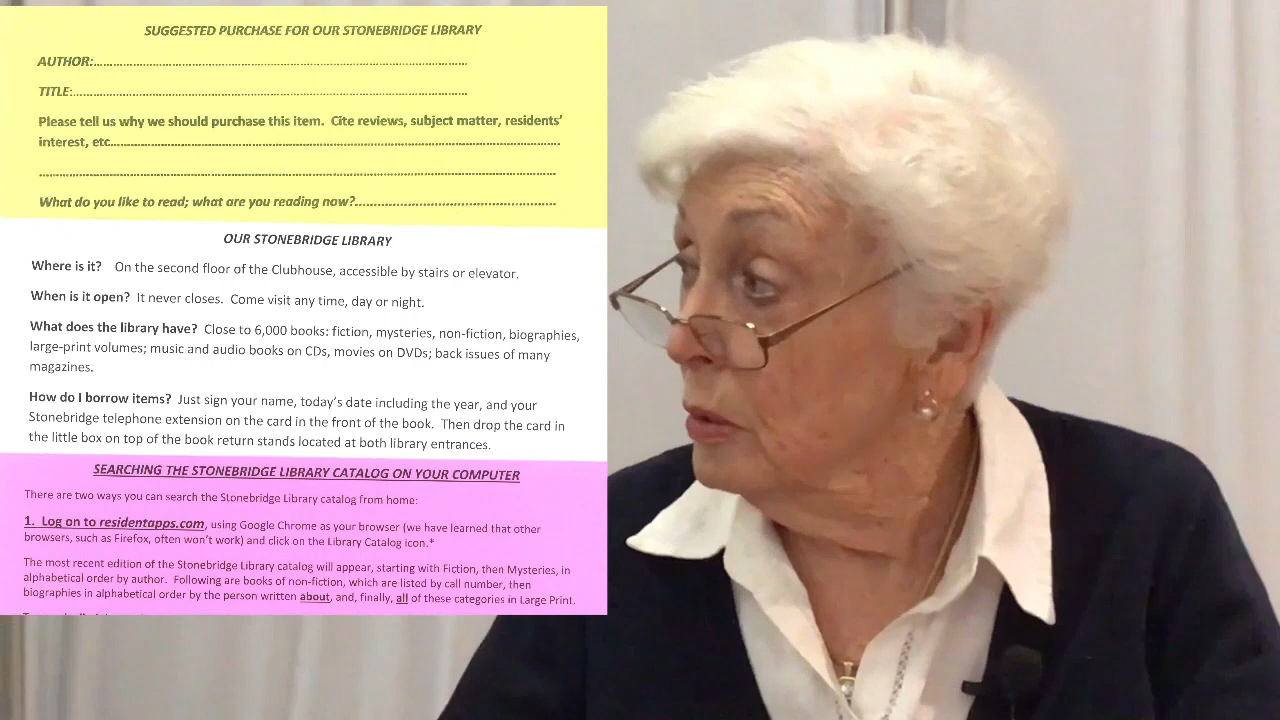 SUGGESTED PURCHASE FOR OUR STONEBRIDGE LIBRARY
AUTHOR:..........................................................................................
TITLE:...............................................................................................
Please tell us why we should purchase this item.  Cite reviews, subject matter, residents'
interest, etc..........................................................................................................
......................................................................................................................
What do you like to read; what are you reading now?..............................................
OUR STONEBRIDGE LIBRARY
Where is it?   On the second floor of the Clubhouse, accessible by stairs or elevator.
When is it open?  It never closes.  Come visit any time, day or night.
What does the library have?  Close to 6,000 books: fiction, mysteries, non-fiction, biographies,
large-print volumes; music and audio books on CDs, movies on DVDs; back issues of many
magazines.
How do I borrow items?  Just sign your name, today's date including the year, and your
Stonebridge telephone extension on the card in the front of the book.  Then drop the card in
the little box on top of the book return stands located at both library entrances.
SEARCHING THE STONEBRIDGE LIBRARY CATALOG ON YOUR COMPUTER
There are two ways you can search the Stonebridge Library catalog from home:
1.  Log on to residentapps.com, using Google Chrome as your browser (we have learned that other
browsers, such as Firefox, often won't work) and click on the Library Catalog icon.*
The most recent edition of the Stonebridge Library catalog will appear, starting with Fiction, then Mysteries, in
alphabetical order by author.  Following are books of non-fiction, which are listed by call number, then
biographies in alphabetical order by the person written about, and, finally, all of these categories in Large Print.